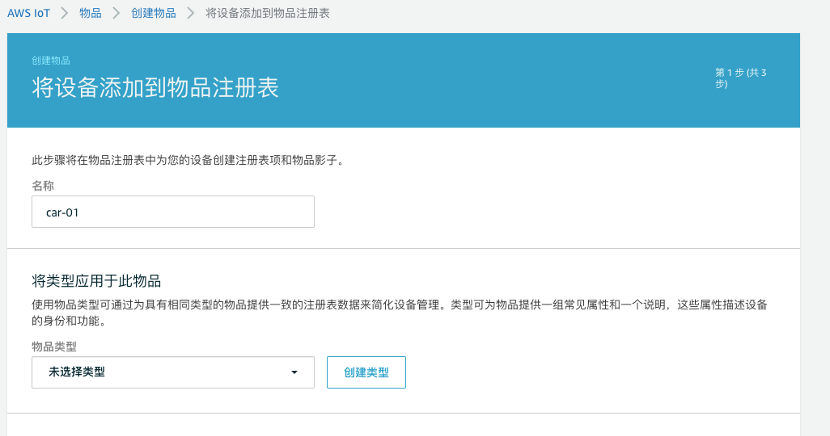 AWS IoT 物品 创建物品 将设备添加到物品注册表
创建物品
将设备添加到物品注册表
第 1 步 (共 3
步)
此步骤将在物品注册表中为您的设备创建注册表项和物品影子。
名称
car-01
将类型应用于此物品
使用物品类型可通过为具有相同类型的物品提供一致的注册表数据来简化设备管理。类型可为物品提供一组常见属性和一个说明，这些属性描述设备
的身份和功能。
物品类型
未选择类型 创建类型